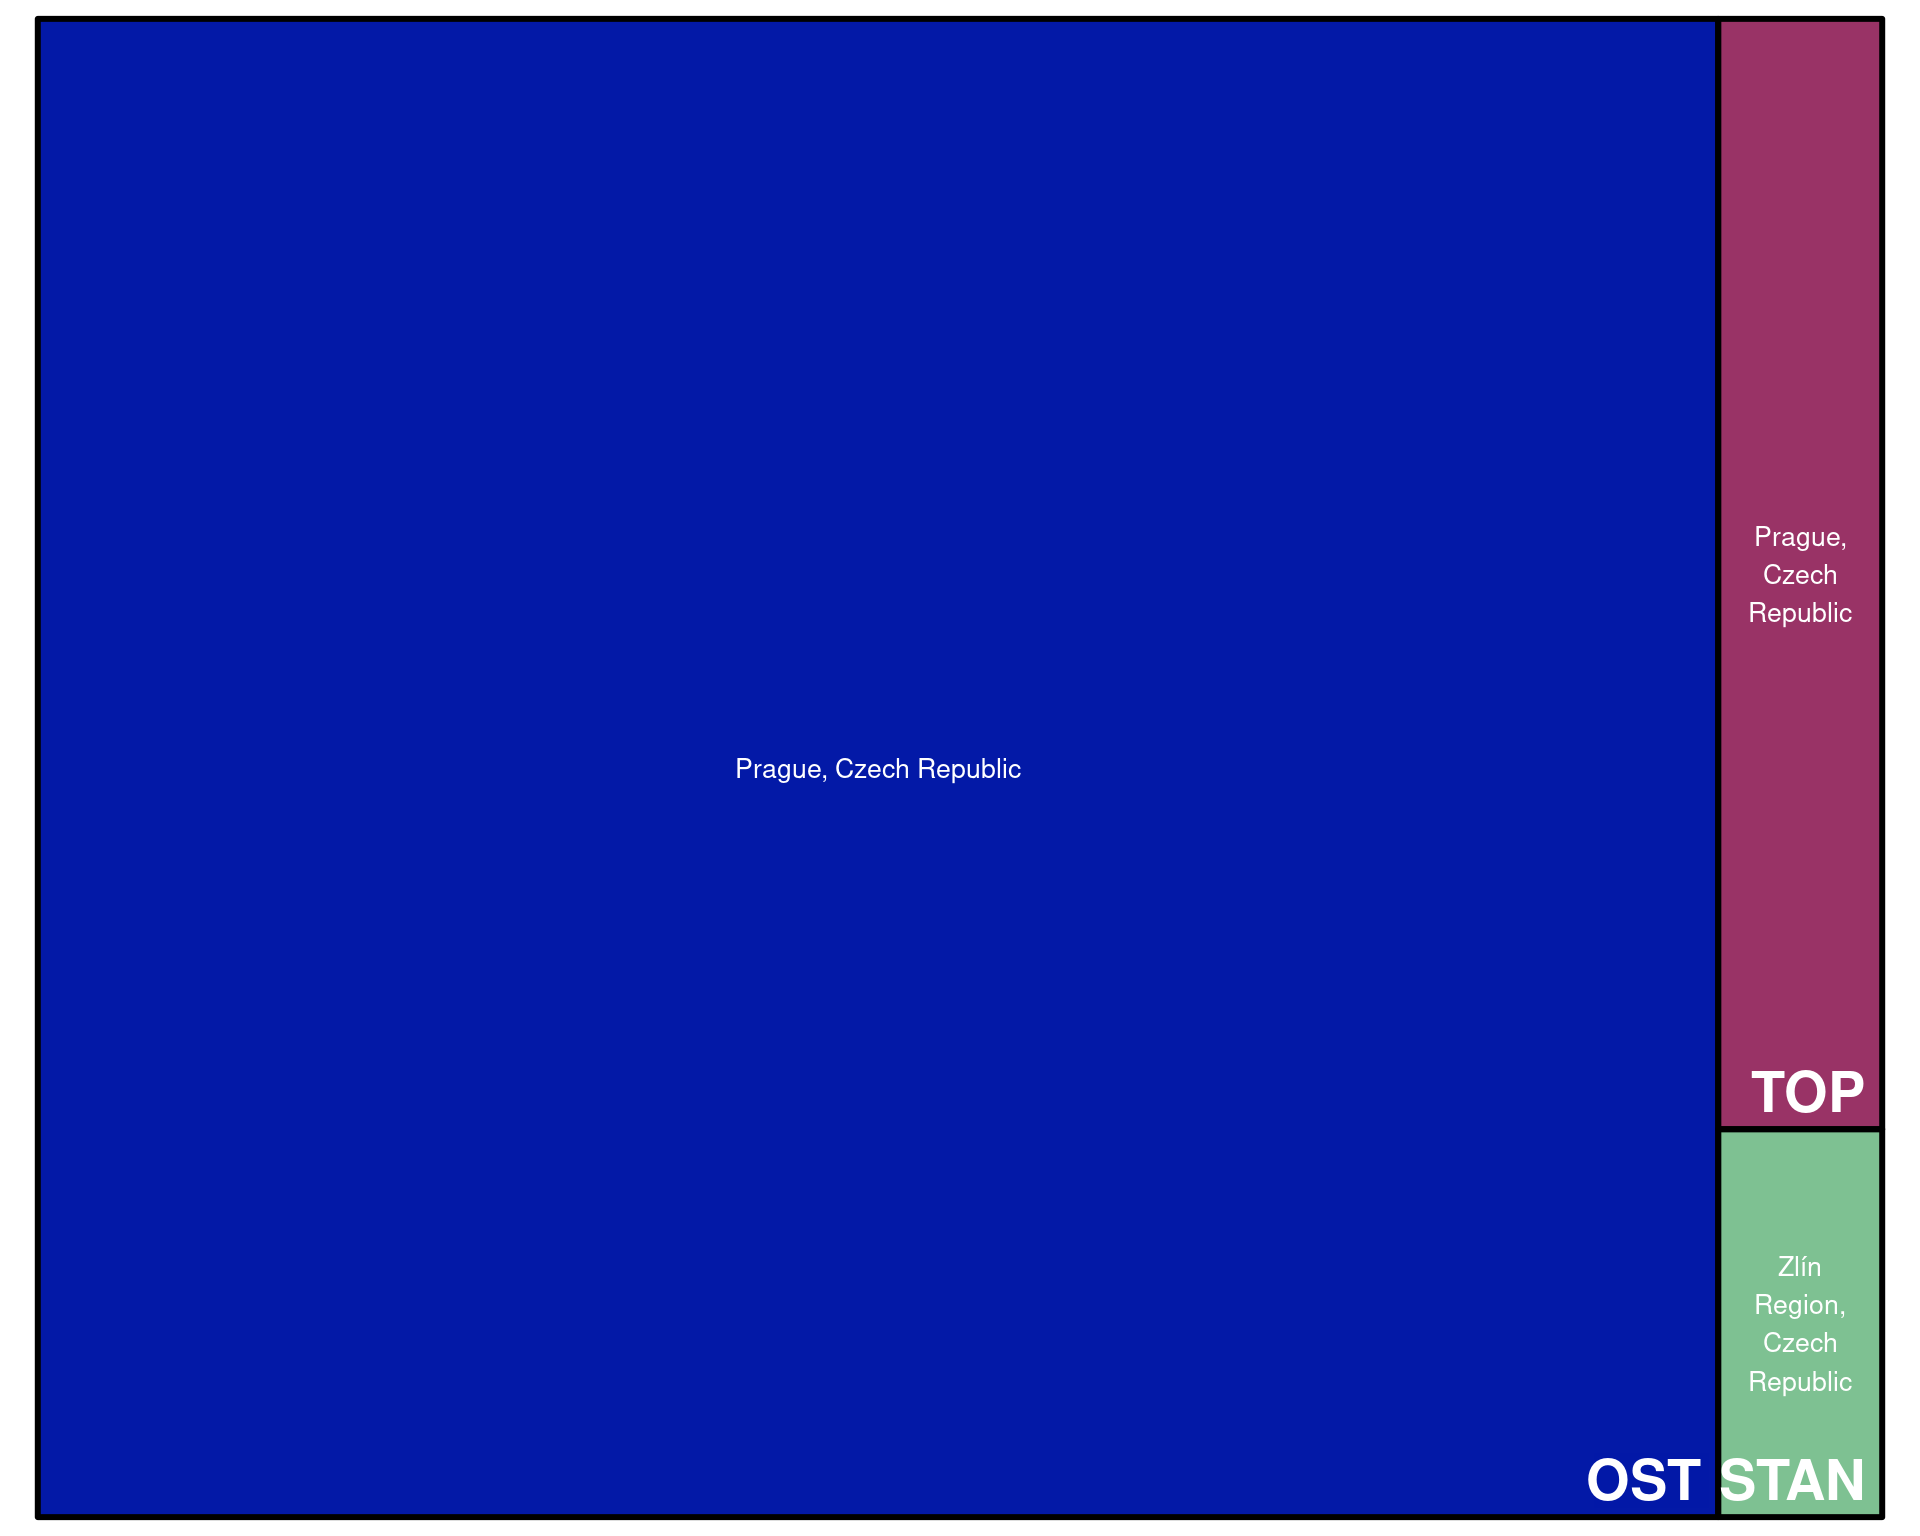 Prague, Czech Republic
OST
Prague,
Czech
Republic
TOP
Zlín
Region,
Czech
Republic
STAN